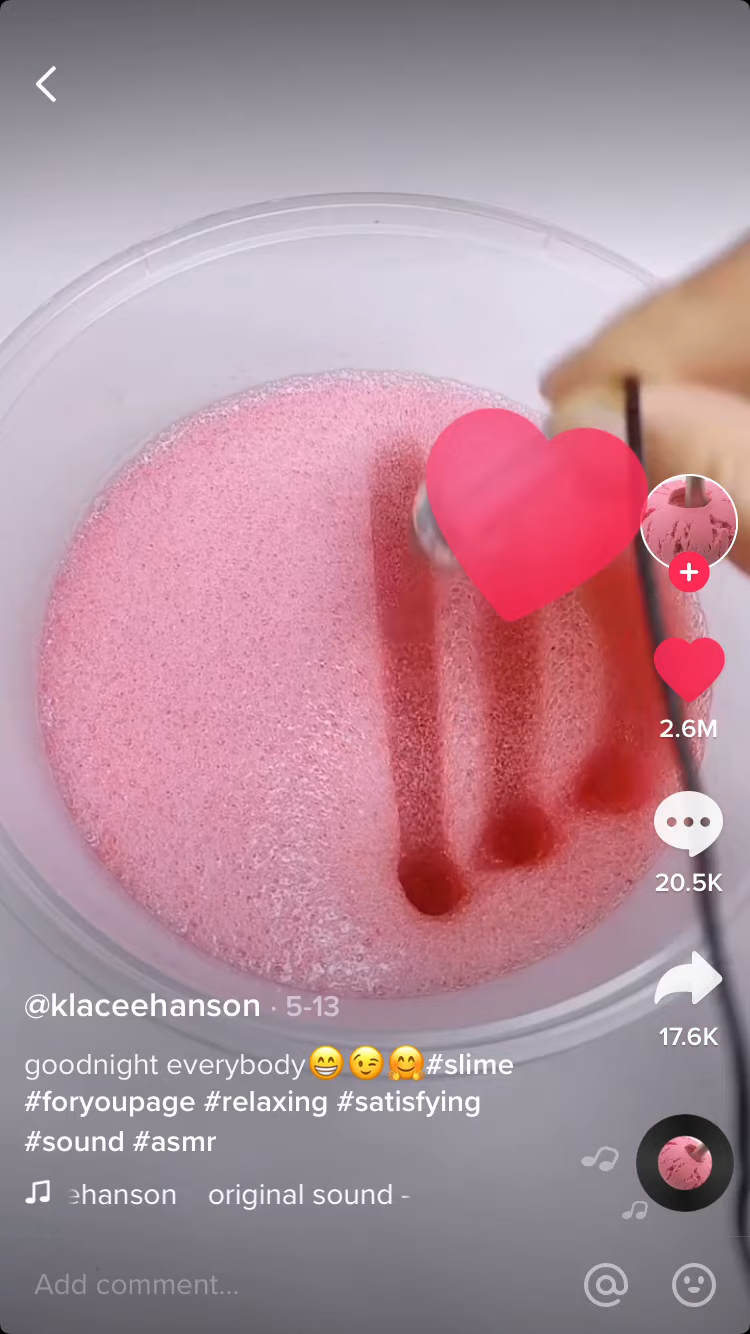 2.6M
20.5K
17.6K
@klaceehanson · 5-13
goodnight everybody😁😉🤗#slime
#foryoupage #relaxing #satisfying
#sound #asmr
ehanson original sound -
Add comment...